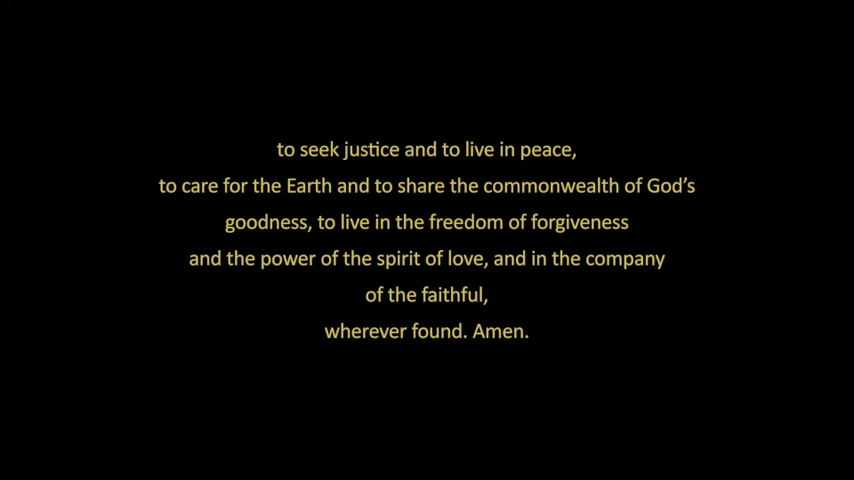 to seek justice and to live in peace,
to care for the Earth and to share the commonwealth of God’s
goodness, to live in the freedom of forgiveness
and the power of the spirit of love, and in the company
of the faithful,
wherever found. Amen.